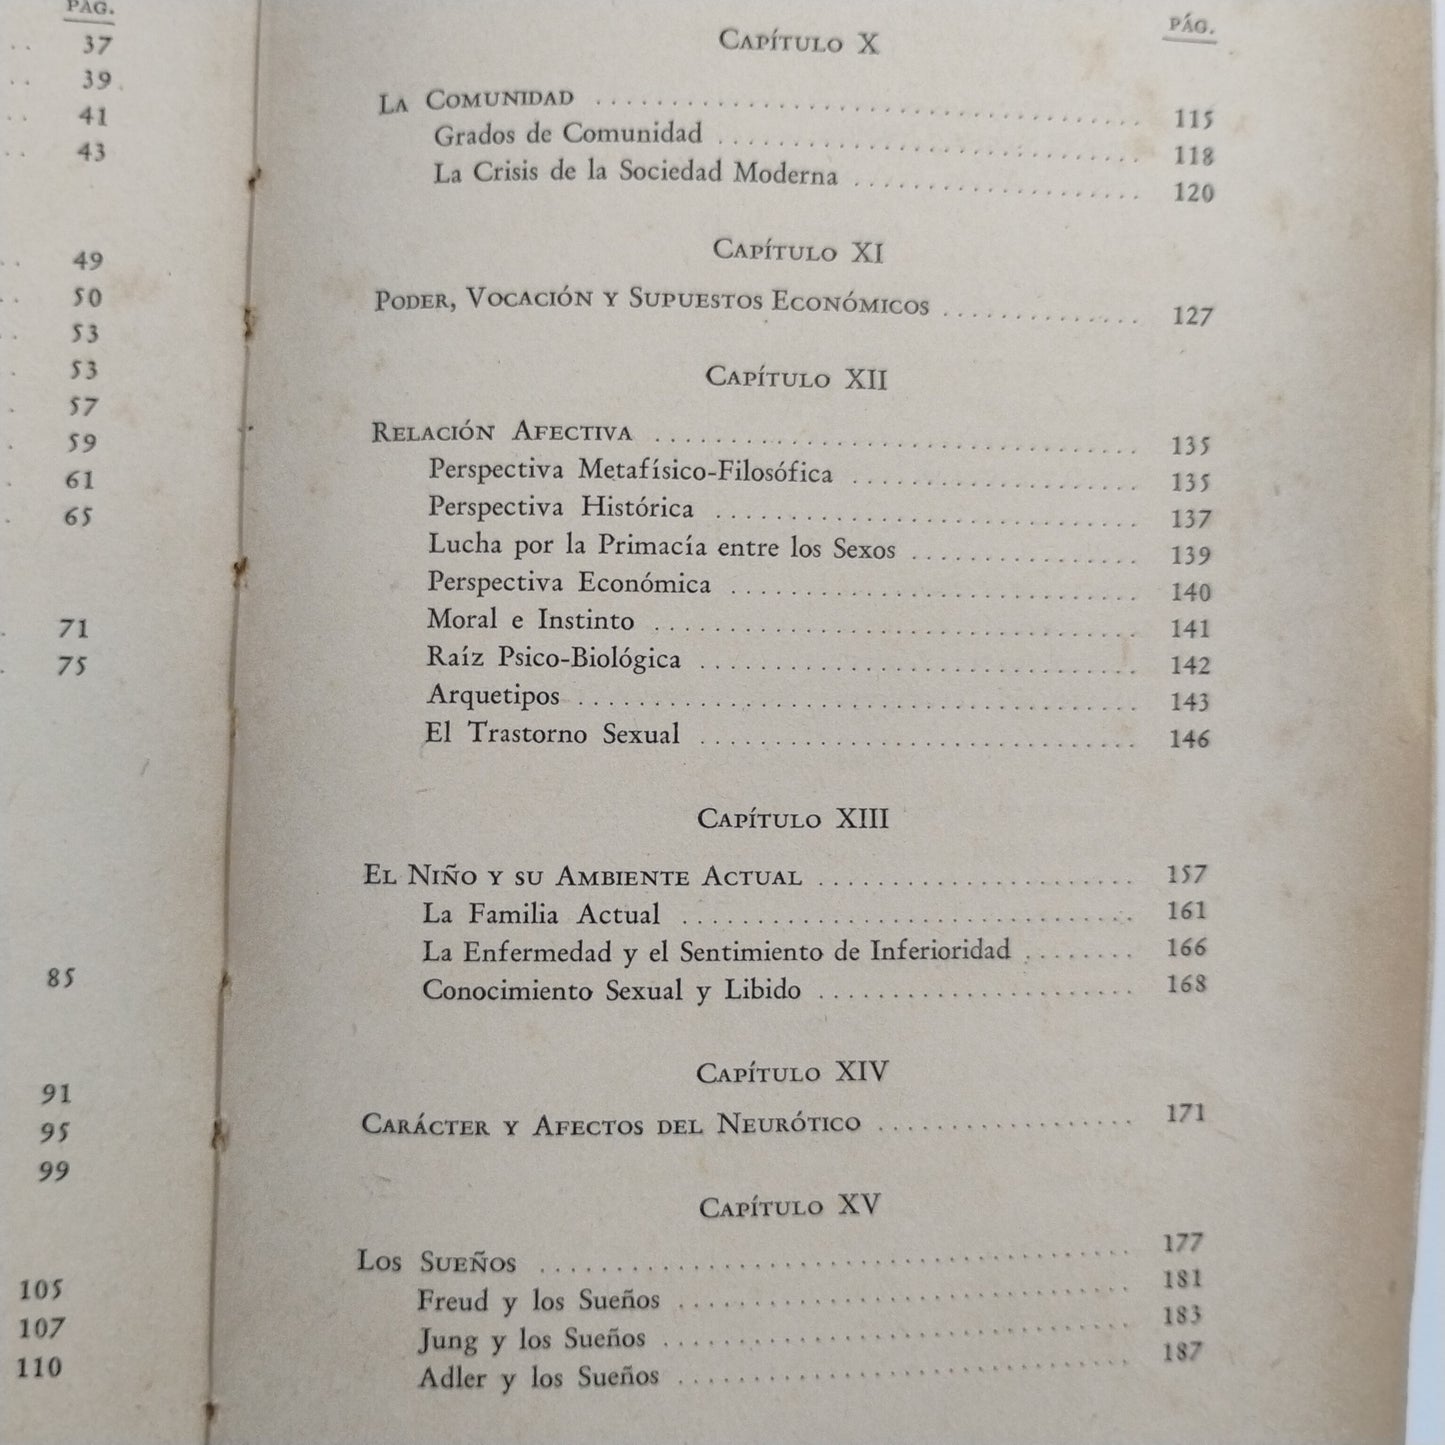 PÁG.
37
39
41
43
49
50
53
53
57
59
61
65
71
75
85
91
95
99
105
107
110
PÁG.
CAPÍTULO X
LA COMUNIDAD ........ 115
Grados de Comunidad ........ 118
La Crisis de la Sociedad Moderna ........ 120
CAPÍTULO XI
PODER, VOCACIÓN Y SUPUESTOS ECONÓMICOS ........ 127
CAPÍTULO XII
RELACIÓN AFECTIVA ........ 135
Perspectiva Metafísico-Filosófica ........ 135
Perspectiva Histórica ........ 137
Lucha por la Primacía entre los Sexos ........ 139
Perspectiva Económica ........ 140
Moral e Instinto ........ 141
Raíz Psico-Biológica ........ 142
Arquetipos ........ 143
El Trastorno Sexual ........ 146
CAPÍTULO XIII
EL NIÑO Y SU AMBIENTE ACTUAL ........ 157
La Familia Actual ........ 161
La Enfermedad y el Sentimiento de Inferioridad ........ 166
Conocimiento Sexual y Libido ........ 168
CAPÍTULO XIV
CARÁCTER Y AFECTOS DEL NEURÓTICO ........ 171
CAPÍTULO XV
LOS SUEÑOS ........ 177
Freud y los Sueños ........ 181
Jung y los Sueños ........ 183
Adler y los Sueños ........ 187